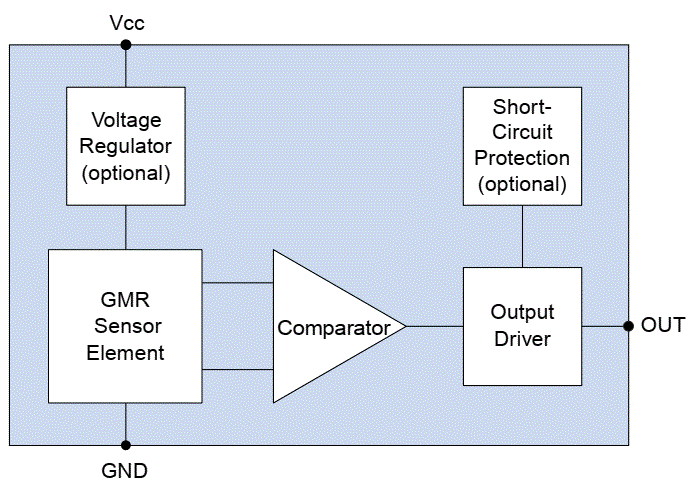 Vcc
Voltage
Regulator
(optional)
Short-
Circuit
Protection
(optional)
GMR
Sensor
Element
Comparator
Output
Driver
OUT
GND